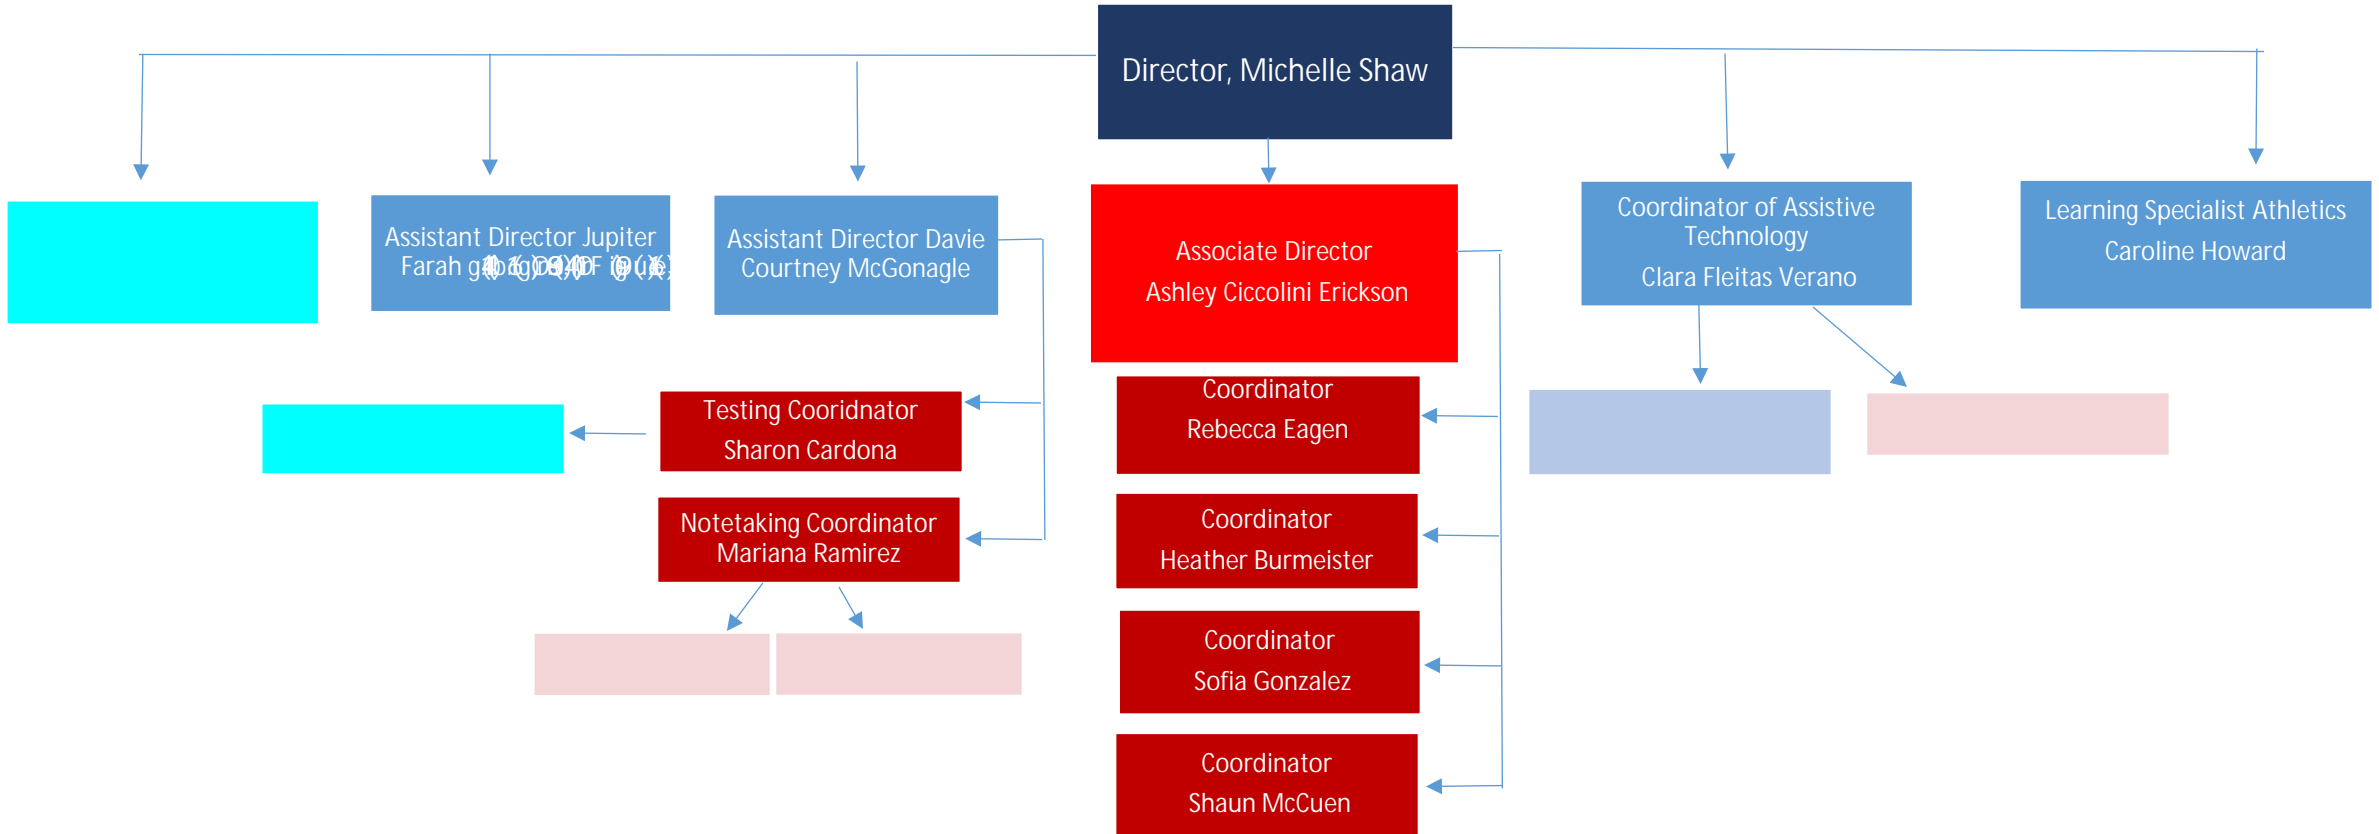 Director, Michelle Shaw
Assistant Director Jupiter
Farah
Assistant Director Davie
Courtney McGonagle
Associate Director
Ashley Ciccolini Erickson
Coordinator of Assistive
Technology
Clara Fleitas Verano
Learning Specialist Athletics
Caroline Howard
Testing Cooridnator
Sharon Cardona
Notetaking Coordinator
Mariana Ramirez
Coordinator
Rebecca Eagen
Coordinator
Heather Burmeister
Coordinator
Sofia Gonzalez
Coordinator
Shaun McCuen